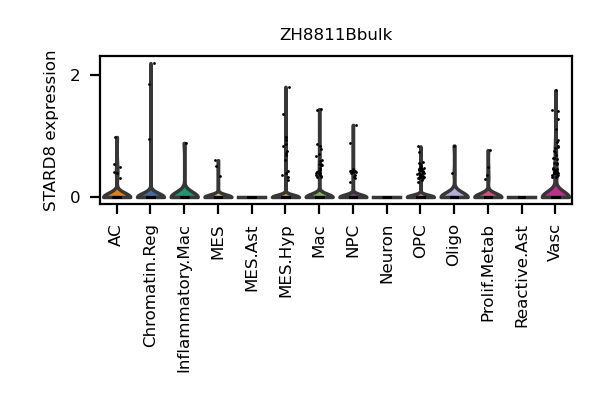 ZH8811Bbulk
STARD8 expression
2
0
AC
Chromatin.Reg
Inflammatory.Mac
MES
MES.Ast
MES.Hyp
Mac
NPC
Neuron
OPC
Oligo
Prolif.Metab
Reactive.Ast
Vasc